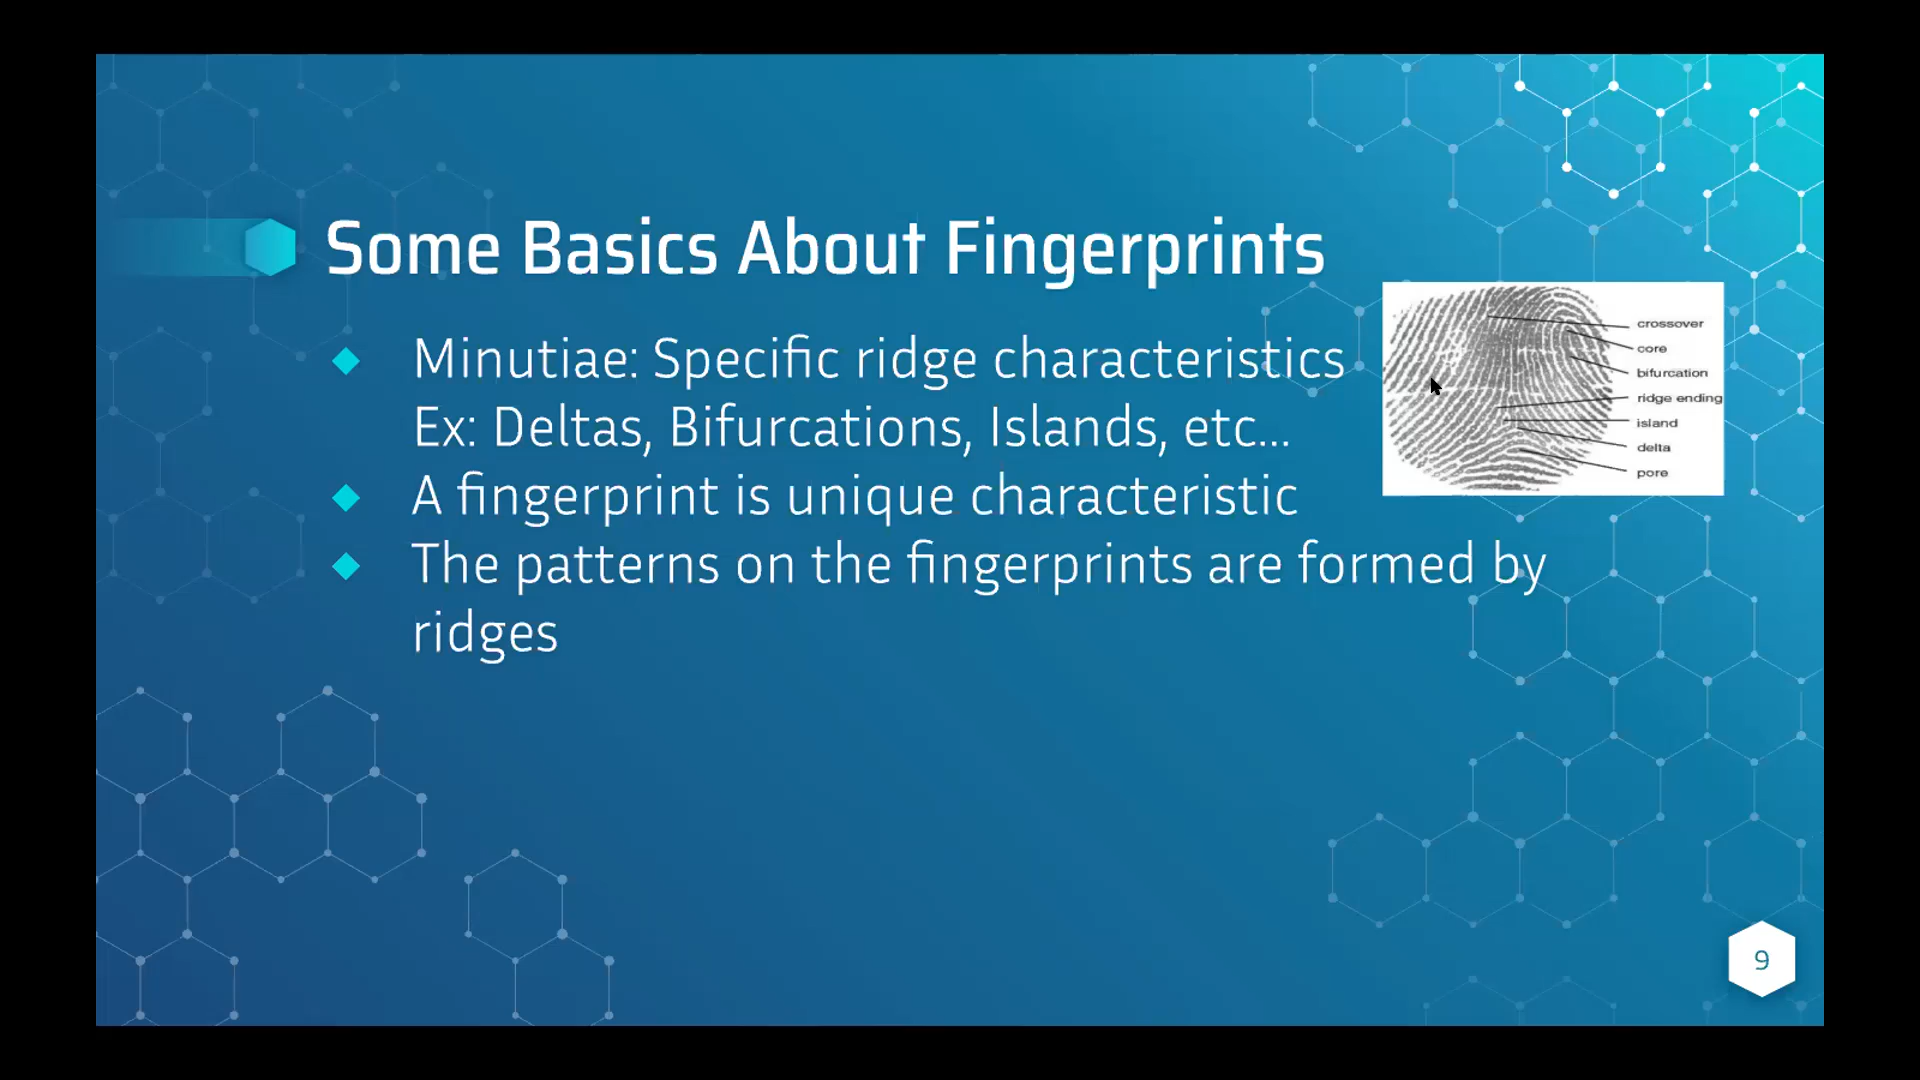 Some Basics About Fingerprints
Minutiae: Specific ridge characteristics
Ex: Deltas, Bifurcations, Islands, etc...
A fingerprint is unique characteristic
The patterns on the fingerprints are formed by
ridges
crossover
core
bifurcation
ridge ending
island
delta
pore
9